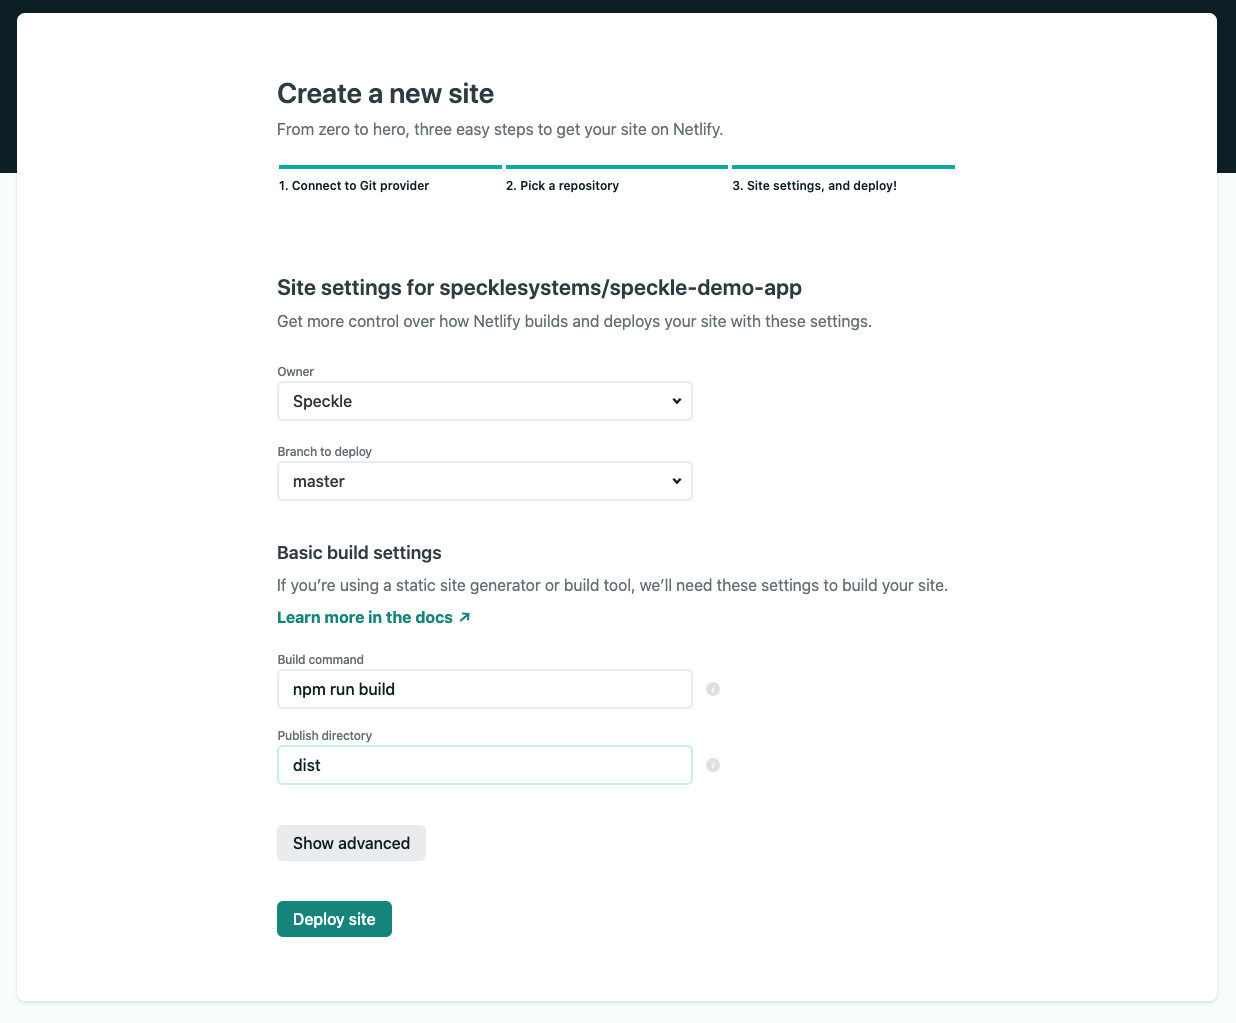 Create a new site
From zero to hero, three easy steps to get your site on Netlify.
1. Connect to Git provider
2. Pick a repository
3. Site settings, and deploy!
Site settings for specklesystems/speckle-demo-app
Get more control over how Netlify builds and deploys your site with these settings.
Owner
Speckle
Branch to deploy
master
Basic build settings
If you’re using a static site generator or build tool, we’ll need these settings to build your site.
Learn more in the docs ↗
Build command
npm run build
Publish directory
dist
Show advanced
Deploy site